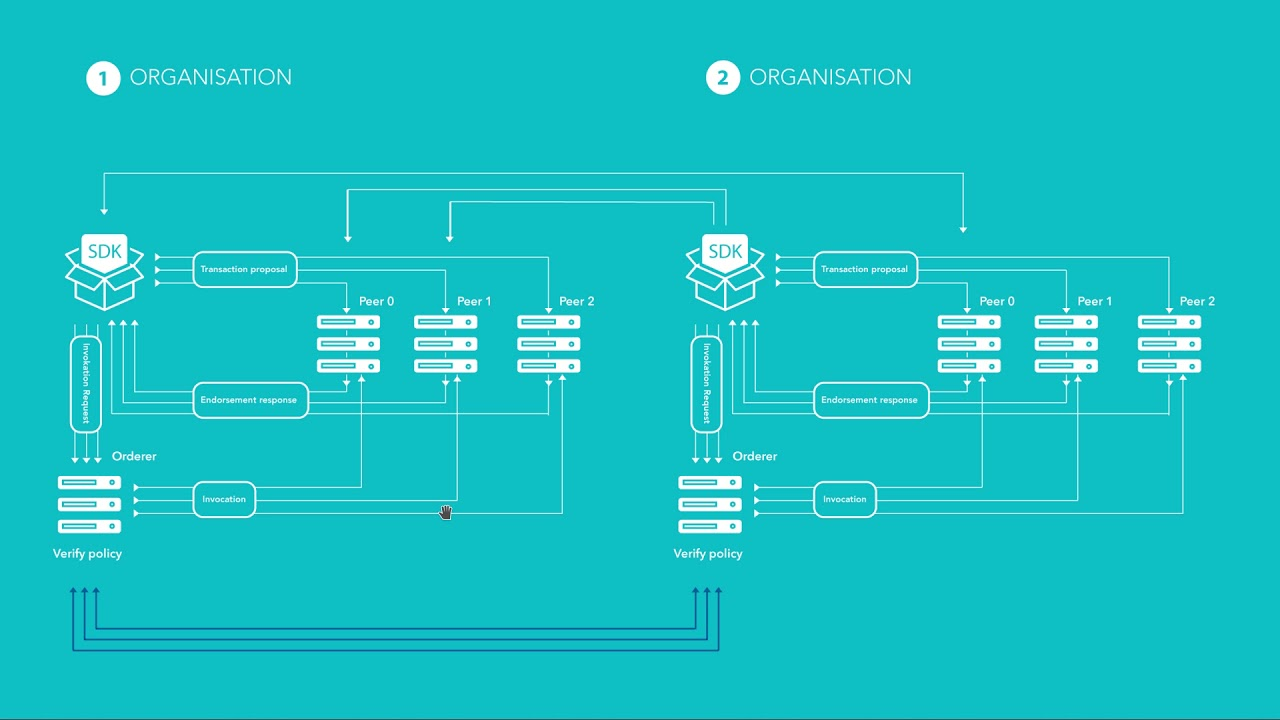 1 ORGANISATION
2 ORGANISATION
SDK
Transaction proposal
Peer 0
Peer 1
Peer 2
Invokation Request
Endorsement response
Orderer
Invocation
Verify policy
SDK
Transaction proposal
Peer 0
Peer 1
Peer 2
Invokation Request
Endorsement response
Orderer
Invocation
Verify policy